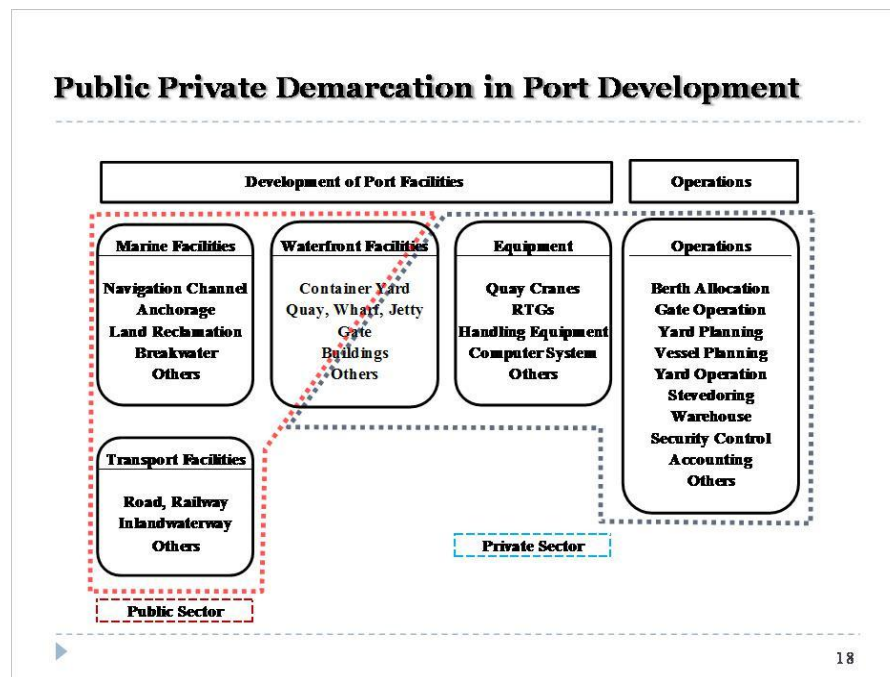 Public Private Demarcation in Port Development
Development of Port Facilities
Operations
Marine Facilities
Navigation Channel
Anchorage
Land Reclamation
Breakwater
Others
Waterfront Facilities
Container Yard
Quay, Wharf, Jetty
Gate
Buildings
Others
Equipment
Quay Cranes
RTGs
Handling Equipment
Computer System
Others
Operations
Berth Allocation
Gate Operation
Yard Planning
Vessel Planning
Yard Operation
Stevedoring
Warehouse
Security Control
Accounting
Others
Transport Facilities
Road, Railway
Inlandwaterway
Others
Private Sector
Public Sector